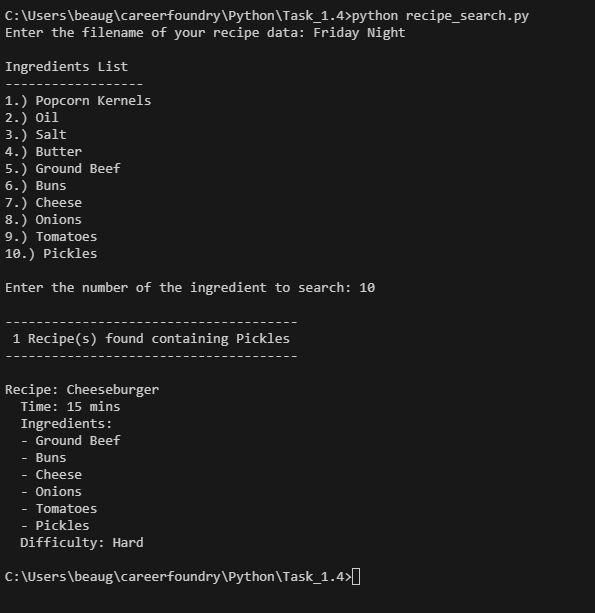 C:\Users\beaug\careerfoundry\Python\Task_1.4>python recipe_search.py
Enter the filename of your recipe data: Friday Night
Ingredients List
------------------
1.) Popcorn Kernels
2.) Oil
3.) Salt
4.) Butter
5.) Ground Beef
6.) Buns
7.) Cheese
8.) Onions
9.) Tomatoes
10.) Pickles
Enter the number of the ingredient to search: 10
--------------------------------------
1 Recipe(s) found containing Pickles
--------------------------------------
Recipe: Cheeseburger
Time: 15 mins
Ingredients:
- Ground Beef
- Buns
- Cheese
- Onions
- Tomatoes
- Pickles
Difficulty: Hard
C:\Users\beaug\careerfoundry\Python\Task_1.4>